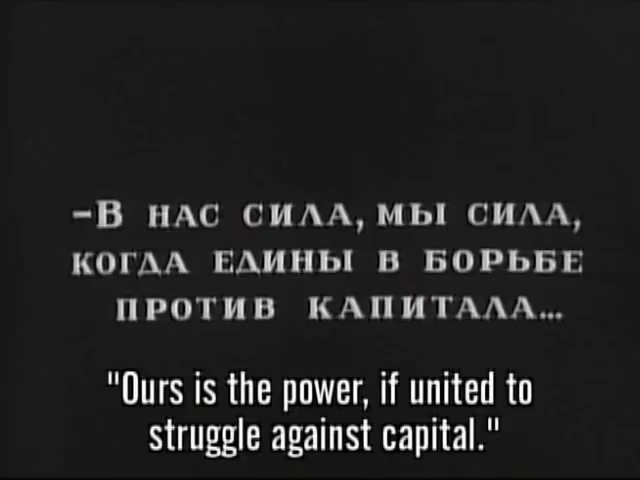 -В НАС СИЛА, МЫ СИЛА,
КОГДА ЕДИНЫ В БОРЬБЕ
ПРОТИВ КАПИТАЛА...
"Ours is the power, if united to
struggle against capital."